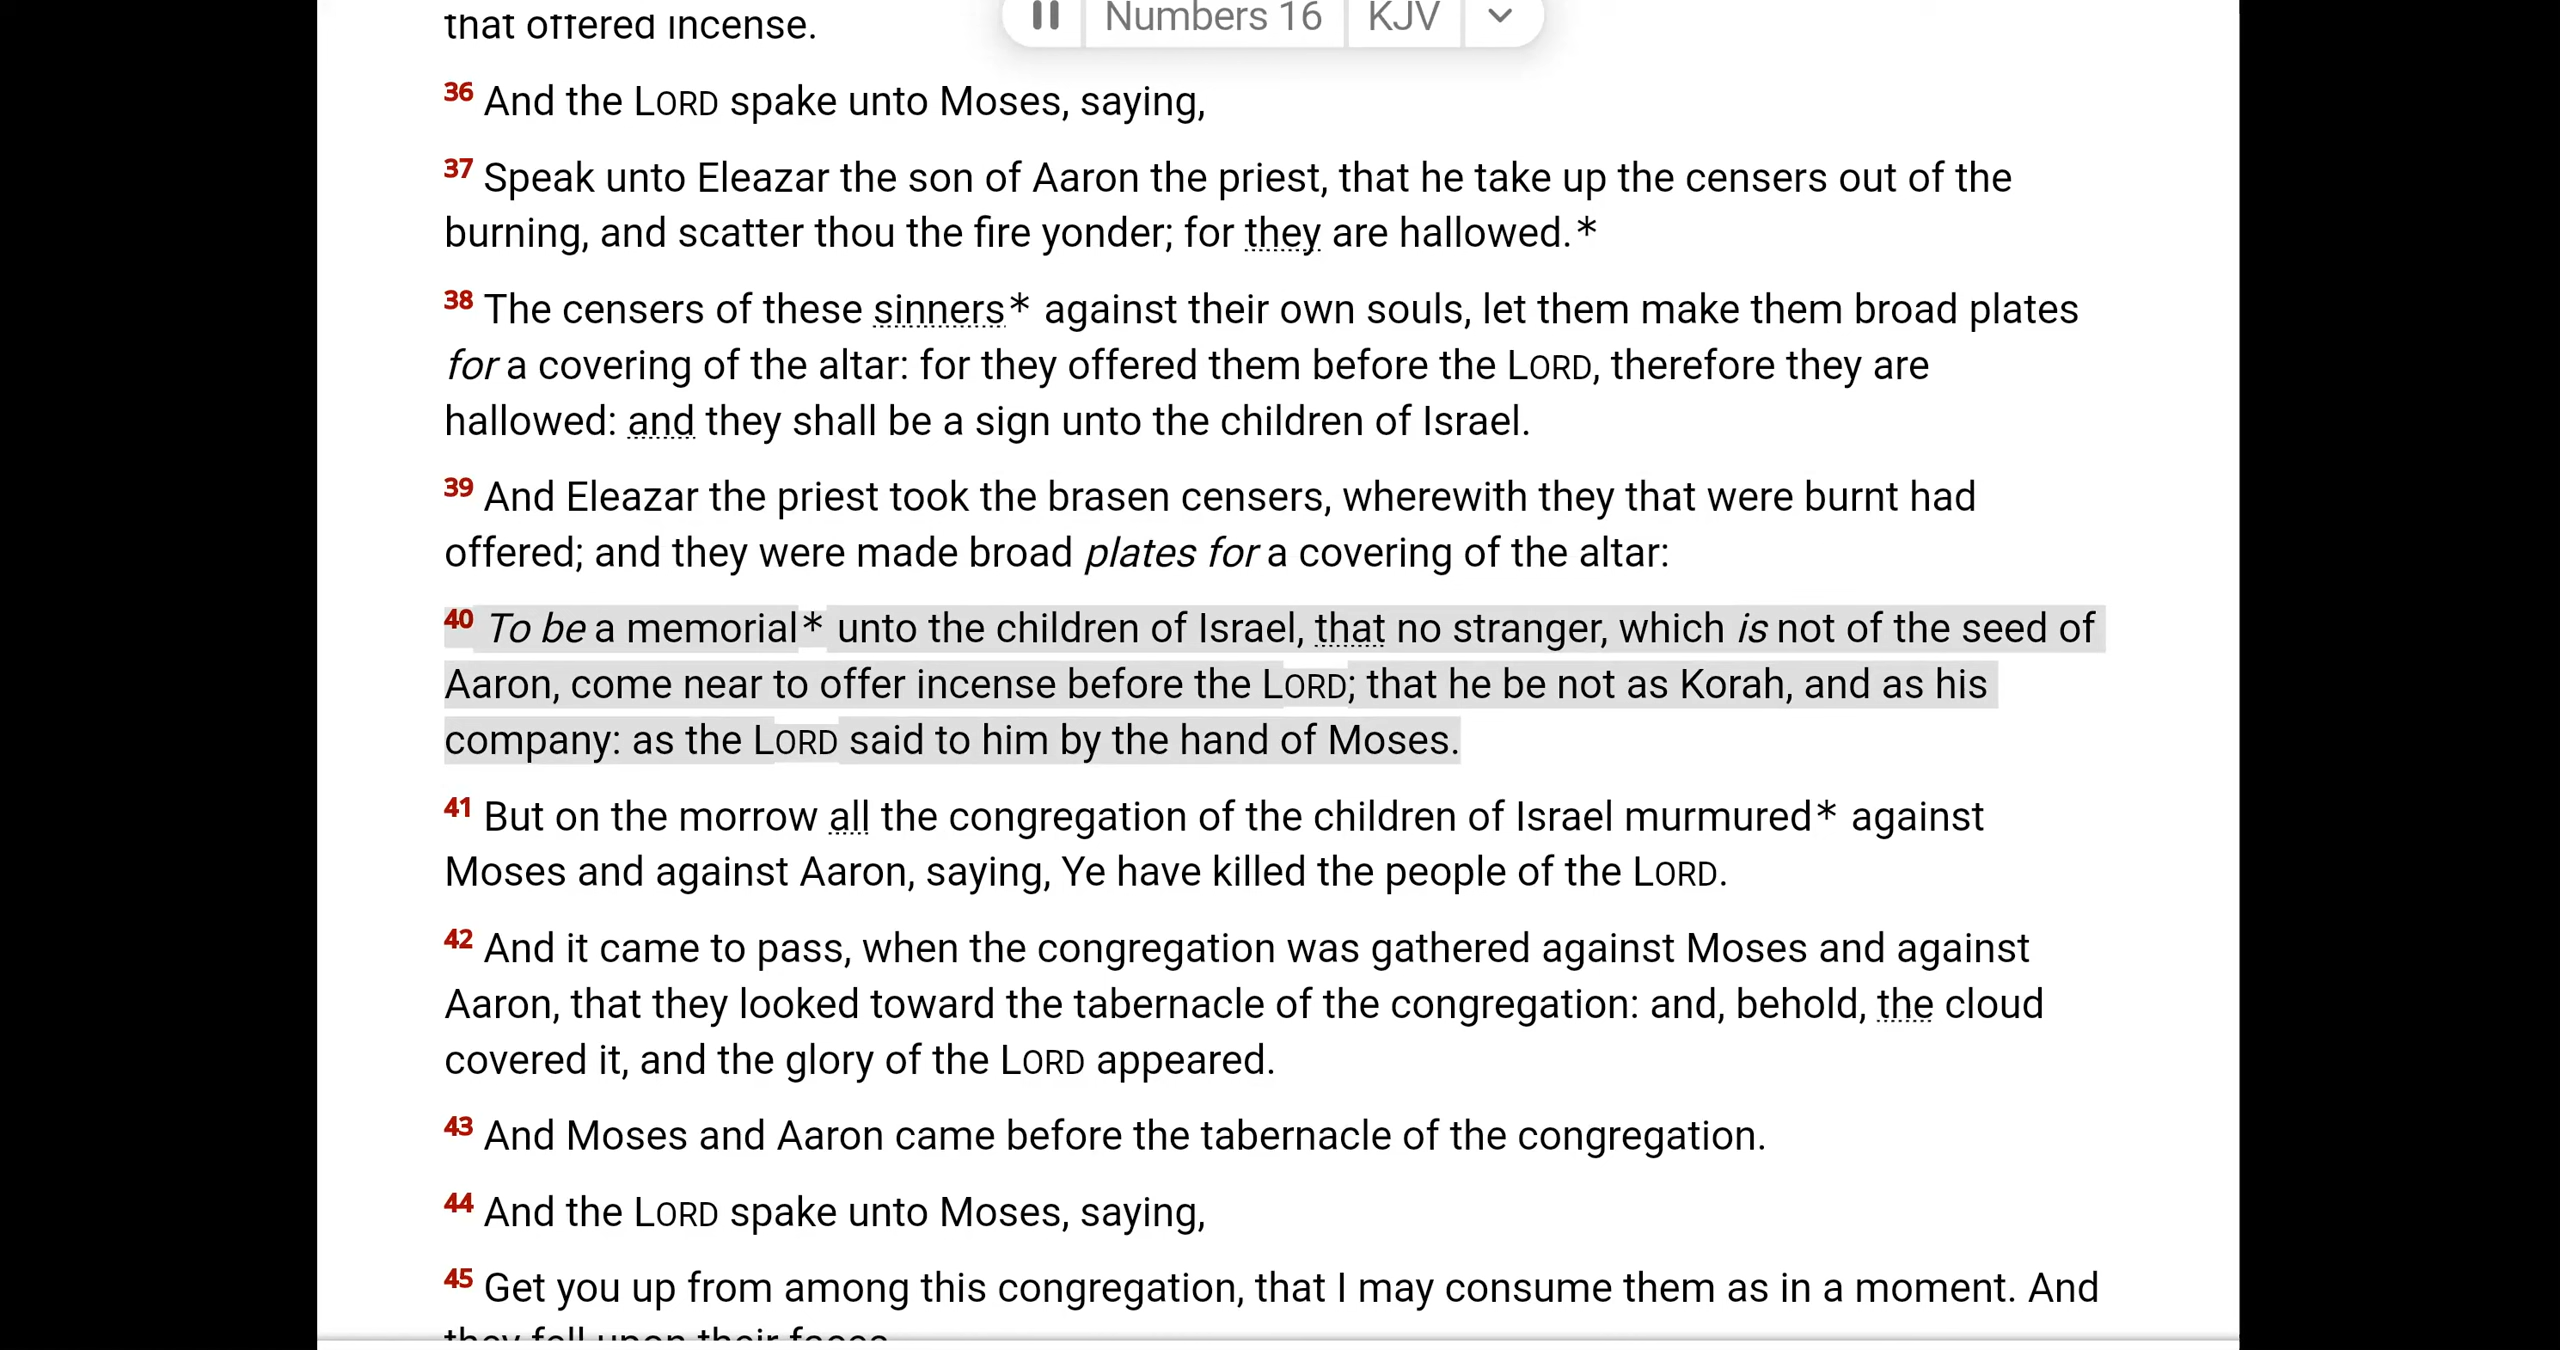 that offered incense.
Numbers 16 KJV
36 And the LORD spake unto Moses, saying,
37 Speak unto Eleazar the son of Aaron the priest, that he take up the censers out of the
burning, and scatter thou the fire yonder; for they are hallowed.*
38 The censers of these sinners* against their own souls, let them make them broad plates
for a covering of the altar: for they offered them before the LORD, therefore they are
hallowed: and they shall be a sign unto the children of Israel.
39 And Eleazar the priest took the brasen censers, wherewith they that were burnt had
offered; and they were made broad plates for a covering of the altar:
40 To be a memorial* unto the children of Israel, that no stranger, which is not of the seed of
Aaron, come near to offer incense before the LORD; that he be not as Korah, and as his
company: as the LORD said to him by the hand of Moses.
41 But on the morrow all the congregation of the children of Israel murmured* against
Moses and against Aaron, saying, Ye have killed the people of the LORD.
42 And it came to pass, when the congregation was gathered against Moses and against
Aaron, that they looked toward the tabernacle of the congregation: and, behold, the cloud
covered it, and the glory of the LORD appeared.
43 And Moses and Aaron came before the tabernacle of the congregation.
44 And the LORD spake unto Moses, saying,
45 Get you up from among this congregation, that I may consume them as in a moment. And
they fell upon their faces